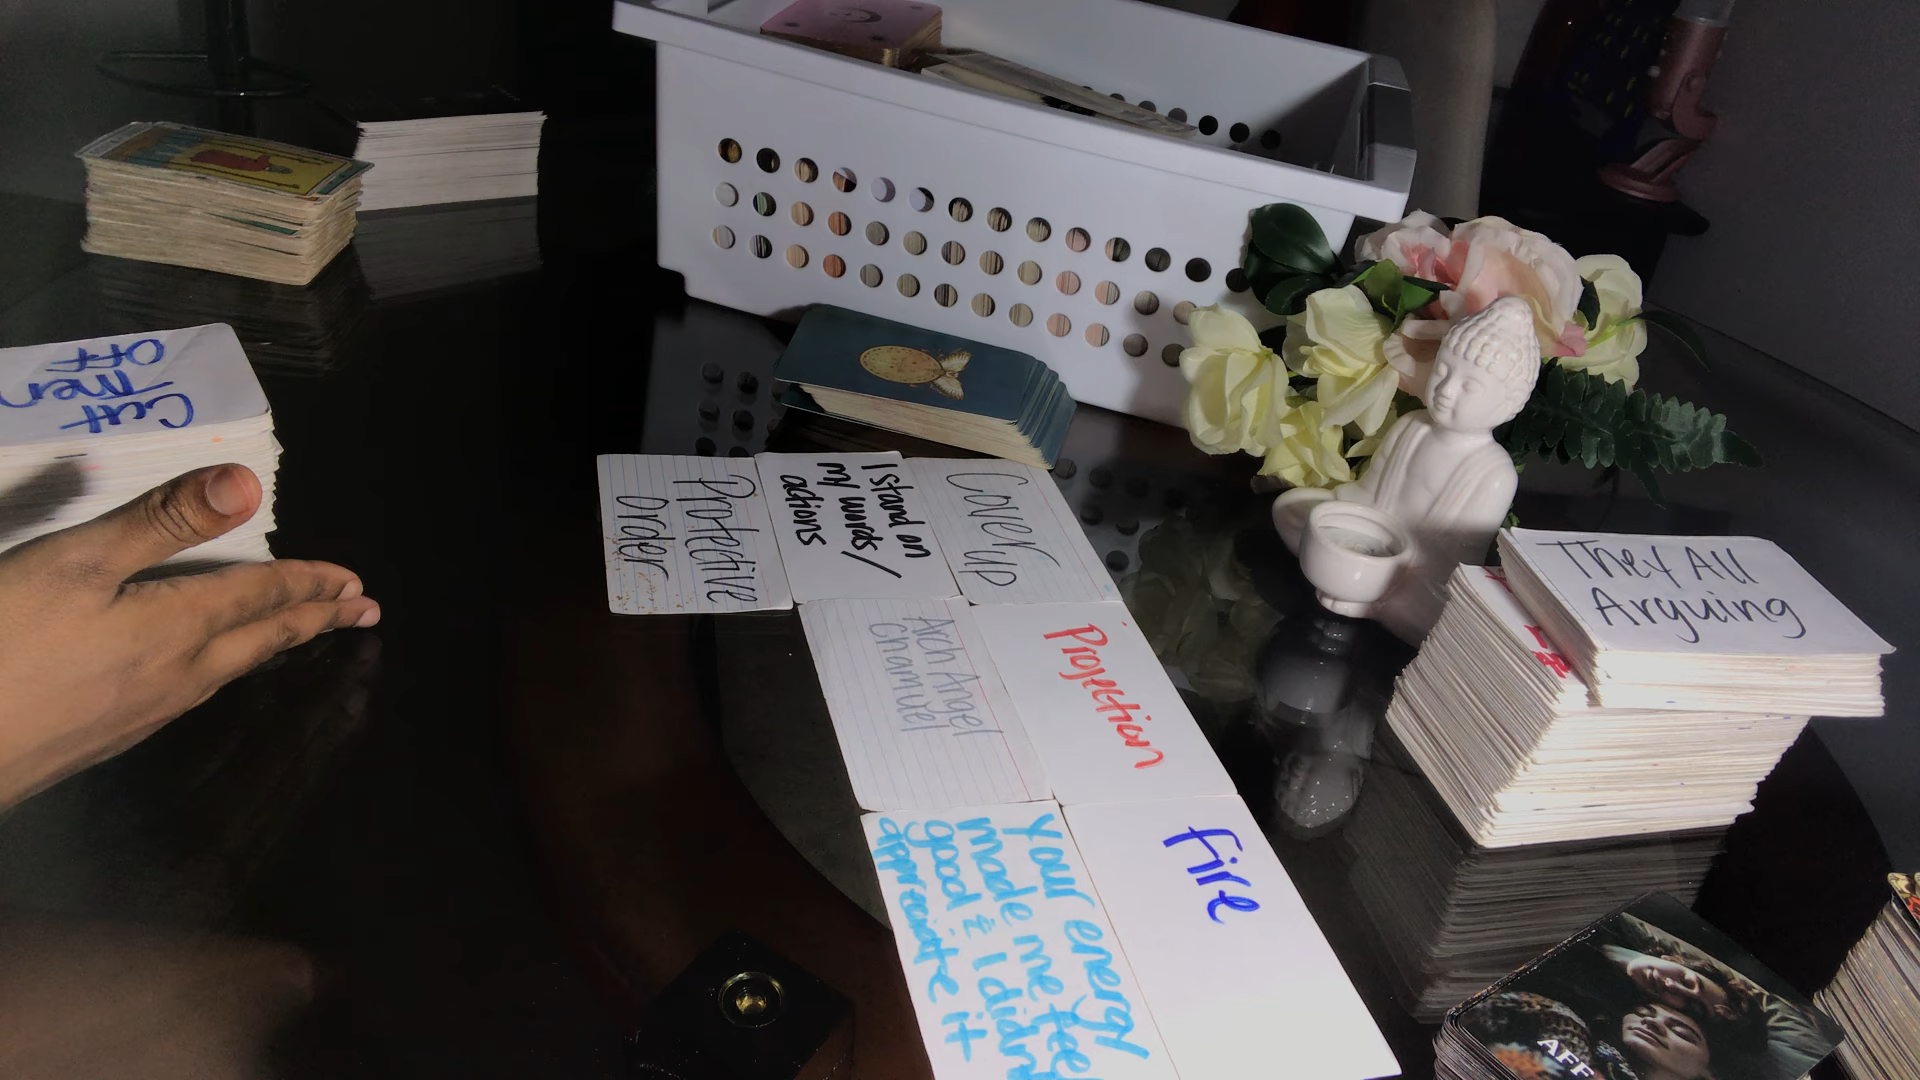 Cut
Them
Off
Protective
Order
I stand on
my words/
actions
Cover up
Arch Angel
Chamuel
Projection
Your energy
made me feel
good & I didn't
appreciate it
fire
They All
Arguing
AFF